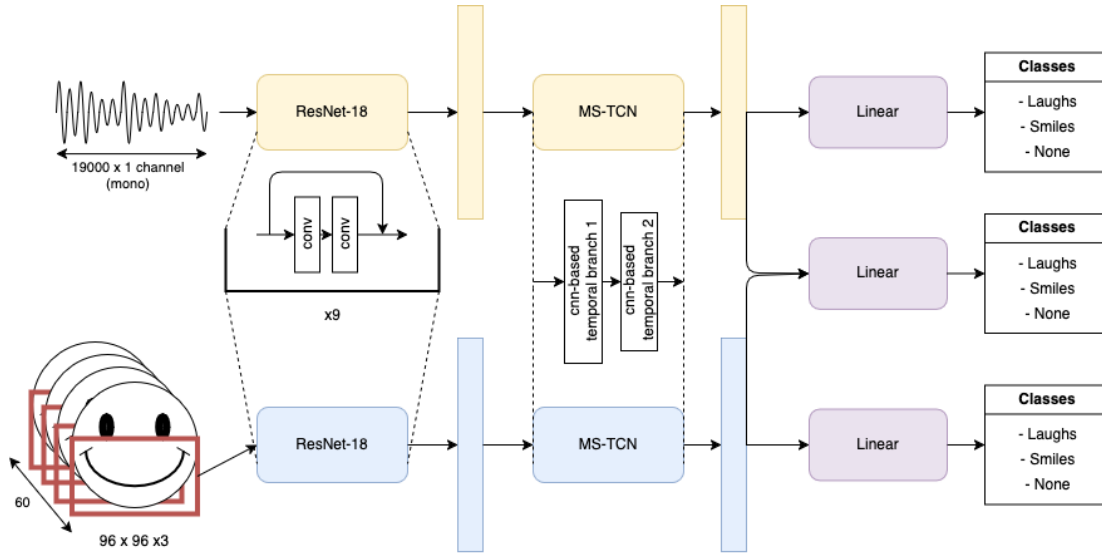 19000 x 1 channel
(mono)
ResNet-18
MS-TCN
Linear
Classes
- Laughs
- Smiles
- None
conv
conv
x9
cnn-based
temporal branch 1
cnn-based
temporal branch 2
Linear
Classes
- Laughs
- Smiles
- None
60
96 x 96 x3
ResNet-18
MS-TCN
Linear
Classes
- Laughs
- Smiles
- None